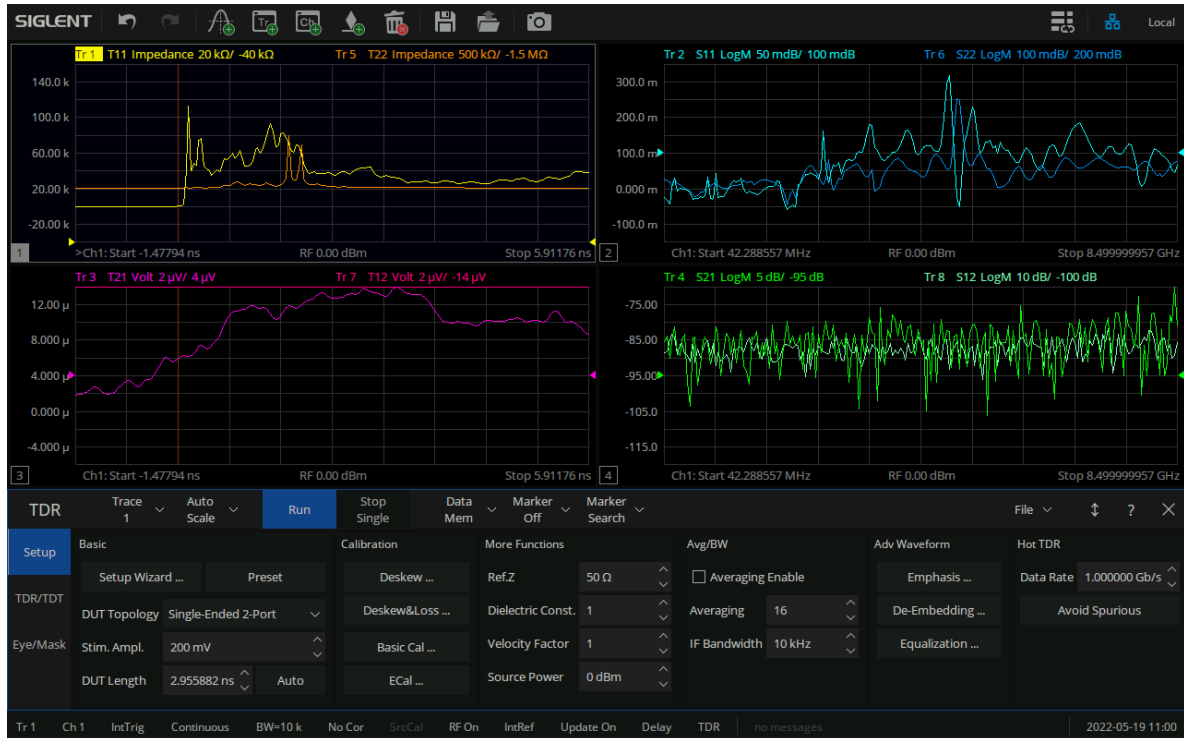 SIGLENT Tr Ch Local
Tr 1 T11 Impedance 20 kΩ/ -40 kΩ Tr 5 T22 Impedance 500 kΩ/ -1.5 MΩ
140.0 k
100.0 k
60.00 k
20.00 k
-20.00 k
1 >Ch1: Start -1.47794 ns RF 0.00 dBm Stop 5.91176 ns
Tr 2 S11 LogM 50 mdB/ 100 mdB Tr 6 S22 LogM 100 mdB/ 200 mdB
300.0 m
200.0 m
100.0 m
0.000 m
-100.0 m
2 Ch1: Start 42.288557 MHz RF 0.00 dBm Stop 8.499999957 GHz
Tr 3 T21 Volt 2 µV/ 4 µV Tr 7 T12 Volt 2 µV/ -14 µV
12.00 µ
8.000 µ
4.000 µ
0.000 µ
-4.000 µ
3 Ch1: Start -1.47794 ns RF 0.00 dBm Stop 5.91176 ns
Tr 4 S21 LogM 5 dB/ -95 dB Tr 8 S12 LogM 10 dB/ -100 dB
-75.00
-85.00
-95.00
-105.0
-115.0
4 Ch1: Start 42.288557 MHz RF 0.00 dBm Stop 8.499999957 GHz
TDR Trace 1 Auto Scale Run Stop Single Data Mem Marker Off Marker Search File ?
Setup
TDR/TDT
Eye/Mask
Basic
Setup Wizard ... Preset
DUT Topology Single-Ended 2-Port
Stim. Ampl. 200 mV
DUT Length 2.955882 ns Auto
Calibration
Deskew ...
Deskew&Loss ...
Basic Cal ...
ECal ...
More Functions
Ref.Z 50 Ω
Dielectric Const. 1
Velocity Factor 1
Source Power 0 dBm
Avg/BW
Averaging Enable
Averaging 16
IF Bandwidth 10 kHz
Adv Waveform
Emphasis ...
De-Embedding ...
Equalization ...
Hot TDR
Data Rate 1.000000 Gb/s
Avoid Spurious
Tr 1 Ch 1 IntTrig Continuous BW=10 k No Cor SrcCal RF On IntRef Update On Delay TDR no messages 2022-05-19 11:00